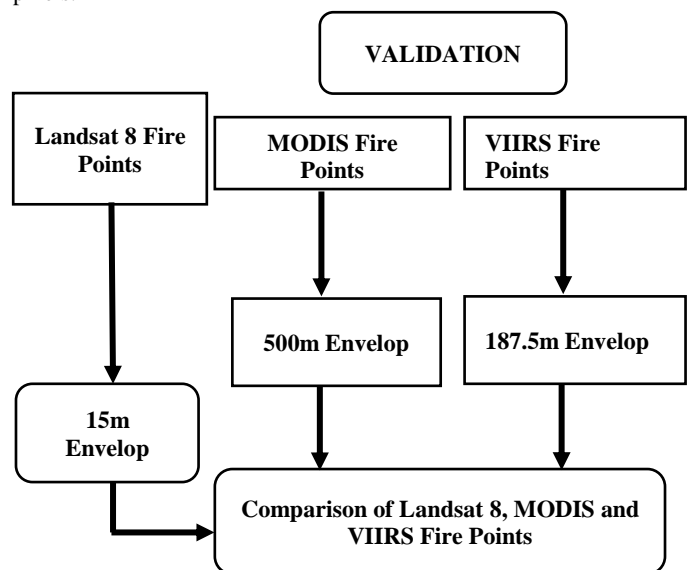 VALIDATION
Landsat 8 Fire
Points
MODIS Fire
Points
VIIRS Fire
Points
500m Envelop
187.5m Envelop
15m
Envelop
Comparison of Landsat 8, MODIS and
VIIRS Fire Points